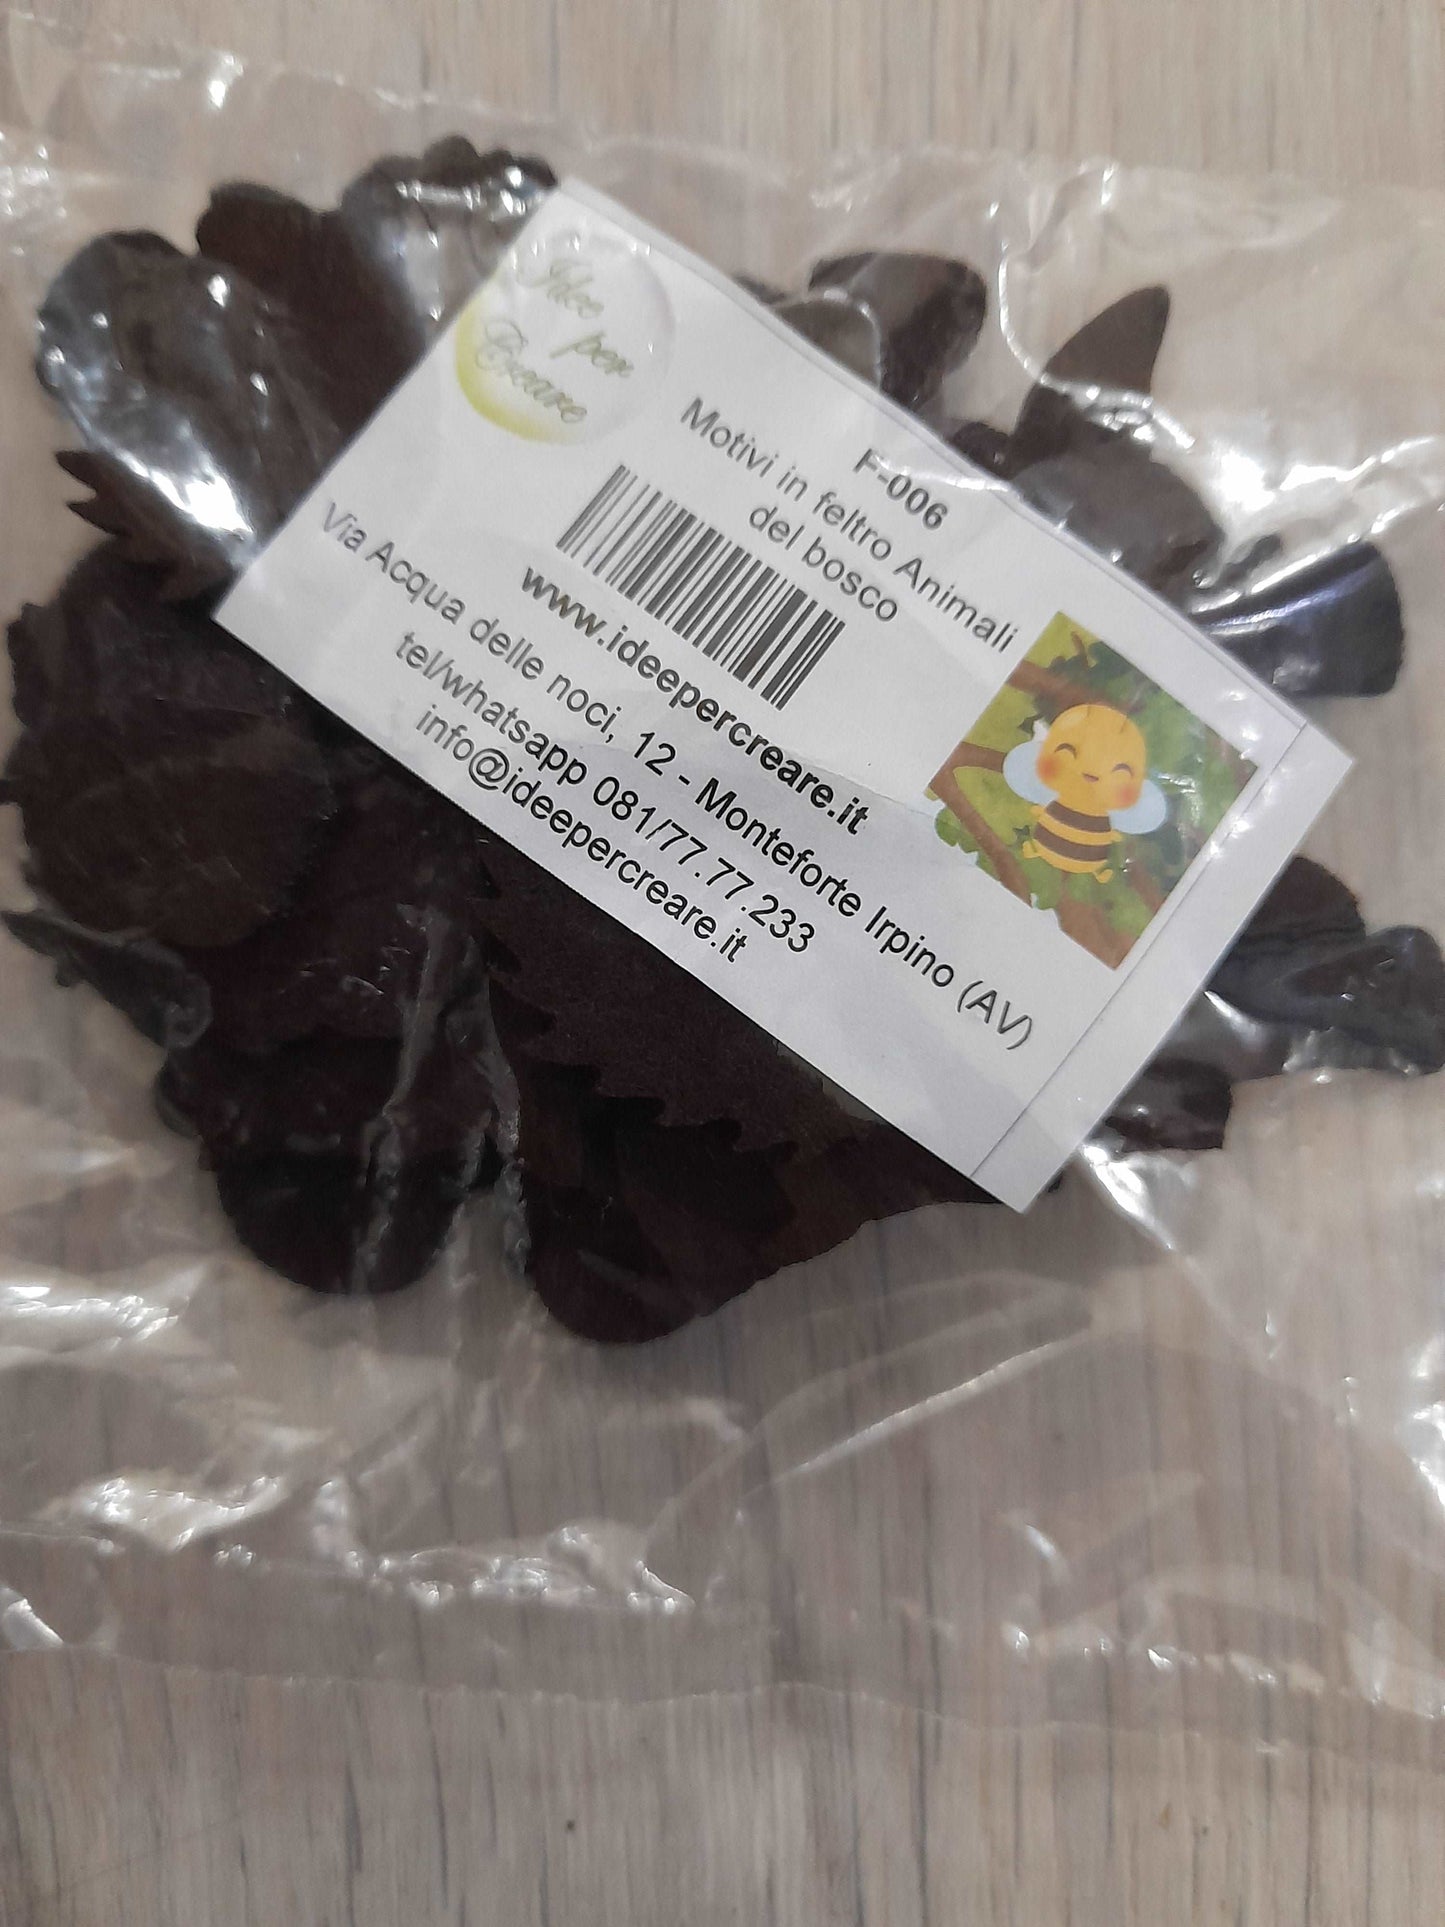 Idee
per
Creare
F-006
Motivi in feltro Animali
del bosco
www.ideepercreare.it
Via Acqua delle noci, 12 - Monteforte Irpino (AV)
tel/whatsapp 081/77.77.233
info@ideepercreare.it